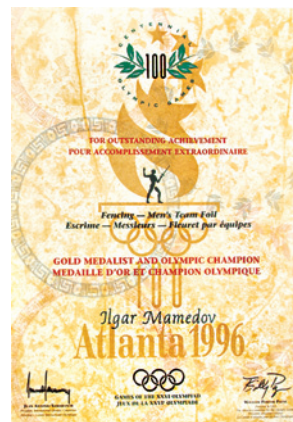 CENTENNIAL
100
OLYMPIC GAMES
FOR OUTSTANDING ACHIEVEMENT
POUR ACCOMPLISSEMENT EXTRAORDINAIRE
Fencing — Men's Team Foil
Escrime — Messieurs — Fleuret par équipes
GOLD MEDALIST AND OLYMPIC CHAMPION
MEDAILLE D'OR ET CHAMPION OLYMPIQUE
Ilgar Mamedov
Atlanta 1996
GAMES OF THE XXVI OLYMPIAD
JEUX DE LA XXVIᵉ OLYMPIADE